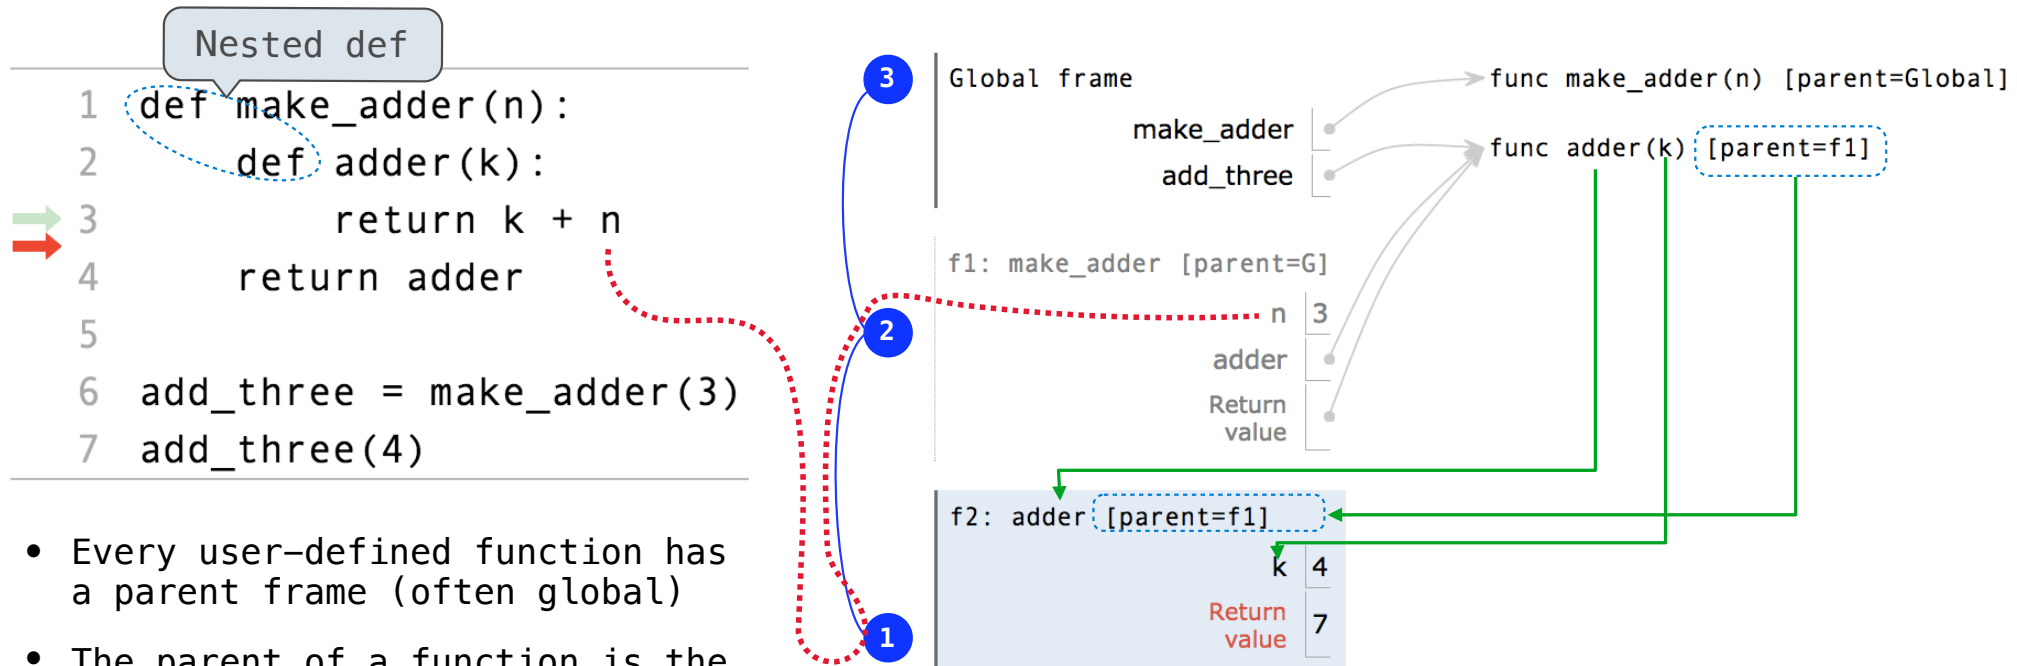 Nested def
1 def make_adder(n):
2 def adder(k):
3 return k + n
4 return adder
5
6 add_three = make_adder(3)
7 add_three(4)
• Every user-defined function has
a parent frame (often global)
• The parent of a function is the
3
2
1
Global frame
make_adder
add_three
func make_adder(n) [parent=Global]
func adder(k) [parent=f1]
f1: make_adder [parent=G]
n 3
adder
Return
value
f2: adder [parent=f1]
k 4
Return
value 7